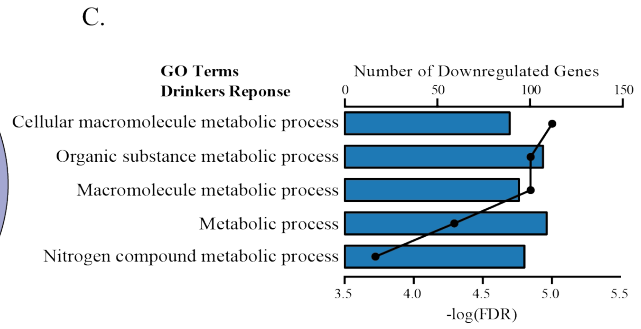 C.
GO Terms
Drinkers Reponse
Number of Downregulated Genes
0 50 100 150
Cellular macromolecule metabolic process
Organic substance metabolic process
Macromolecule metabolic process
Metabolic process
Nitrogen compound metabolic process
3.5 4.0 4.5 5.0 5.5
-log(FDR)